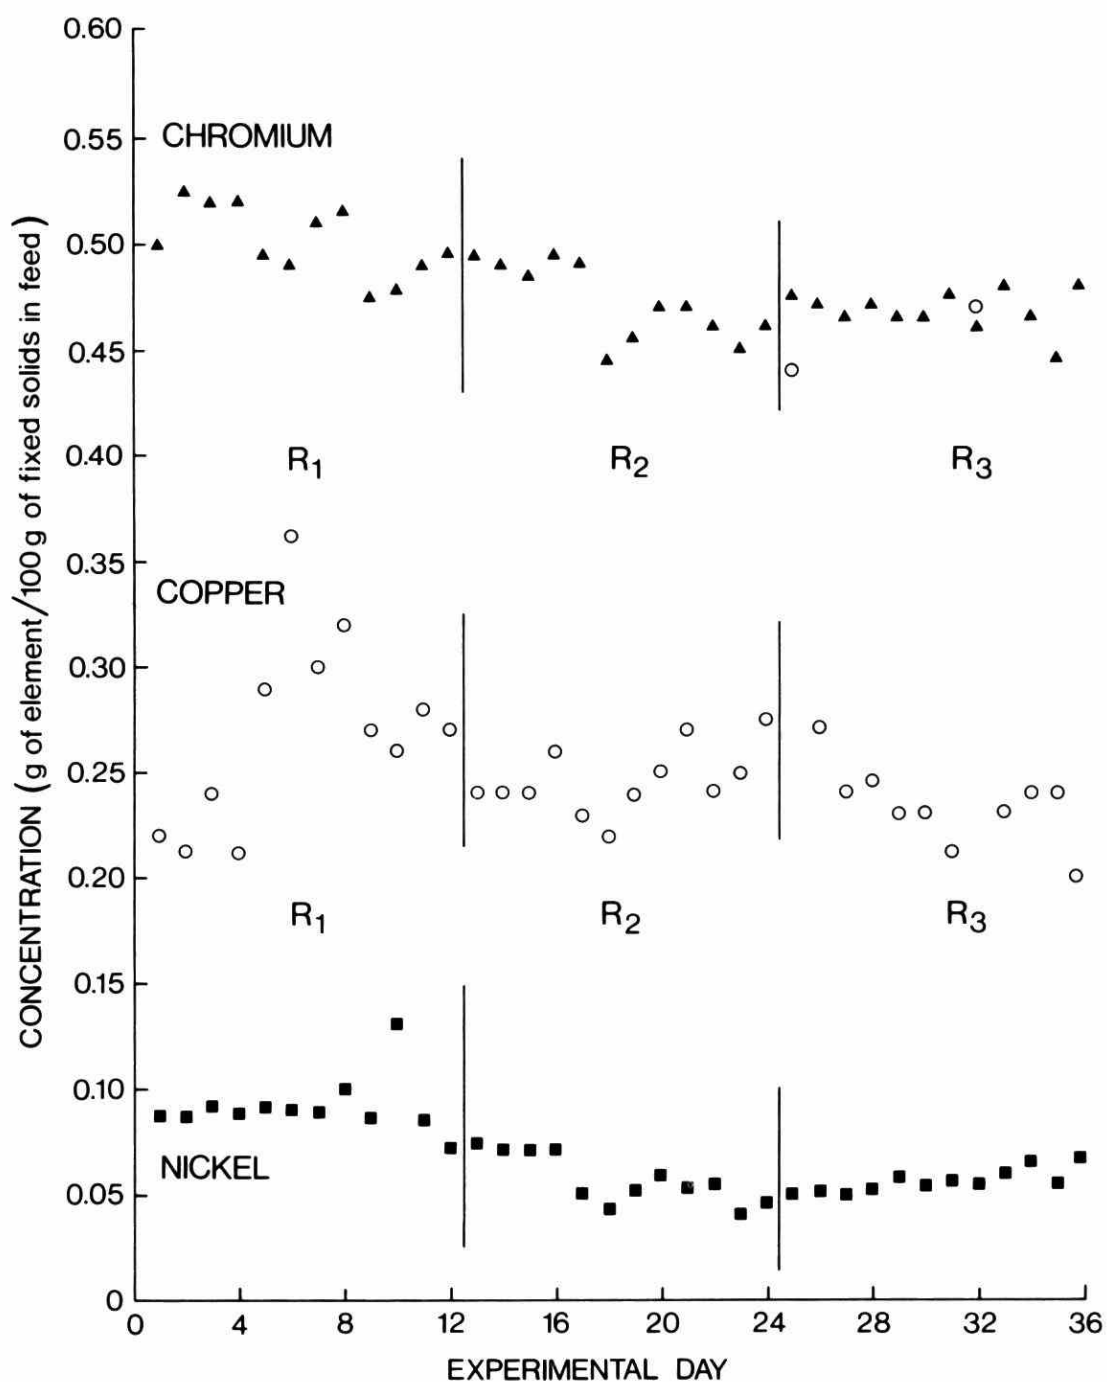 CONCENTRATION (g of element/100g of fixed solids in feed)
0.60
0.55
CHROMIUM
0.50
0.45
0.40
R1 R2 R3
0.35
COPPER
0.30
0.25
0.20
R1 R2 R3
0.15
0.10
NICKEL
0.05
0
0 4 8 12 16 20 24 28 32 36
EXPERIMENTAL DAY